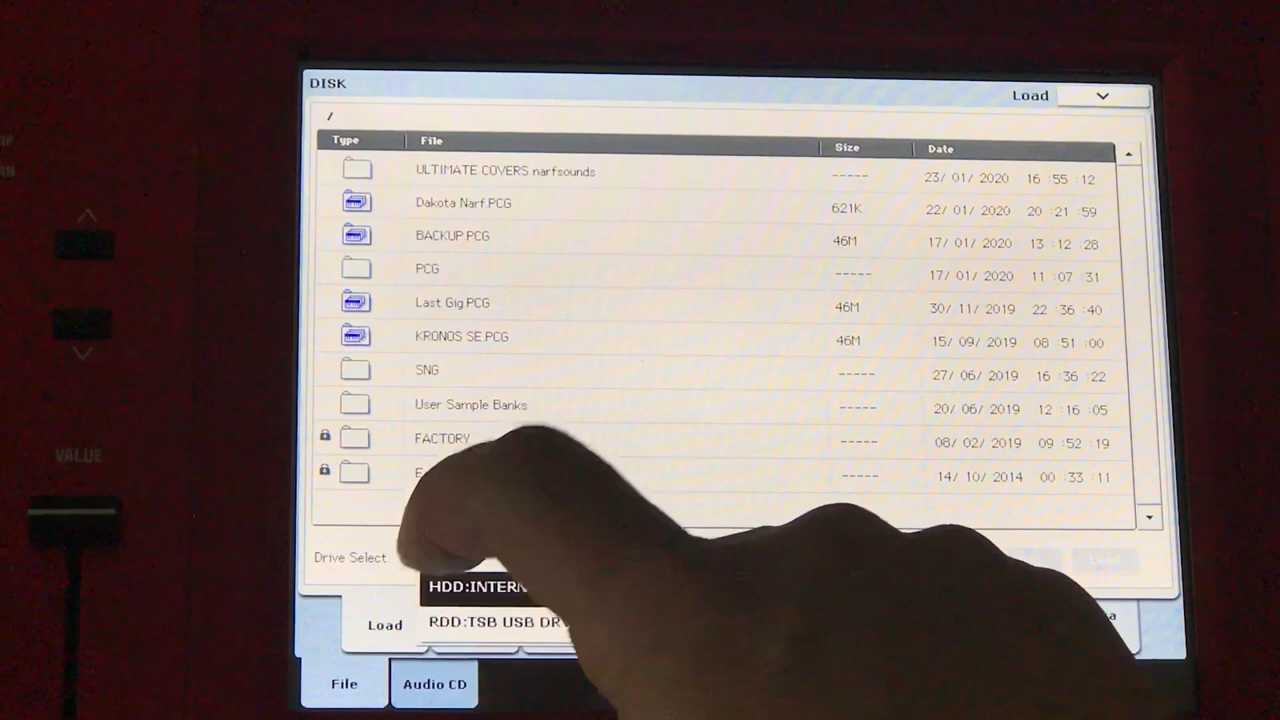 DISK
Load
/
Type File Size Date
ULTIMATE COVERS narfsounds ----- 23/ 01/ 2020 16 :55 :12
Dakota Narf.PCG 621K 22/ 01/ 2020 20 :21 :59
BACKUP.PCG 46M 17/ 01/ 2020 13 :12 :28
PCG ----- 17/ 01/ 2020 11 :07 :31
Last Gig.PCG 46M 30/ 11/ 2019 22 :36 :40
KRONOS SE.PCG 46M 15/ 09/ 2019 08 :51 :00
SNG ----- 27/ 06/ 2019 16 :36 :22
User Sample Banks ----- 20/ 06/ 2019 12 :16 :05
FACTORY ----- 08/ 02/ 2019 09 :52 :19
----- 14/ 10/ 2014 00 :33 :11
VALUE
Drive Select
Load
HDD:INTERN
Load
RDD:TSB USB DR
File
Audio CD